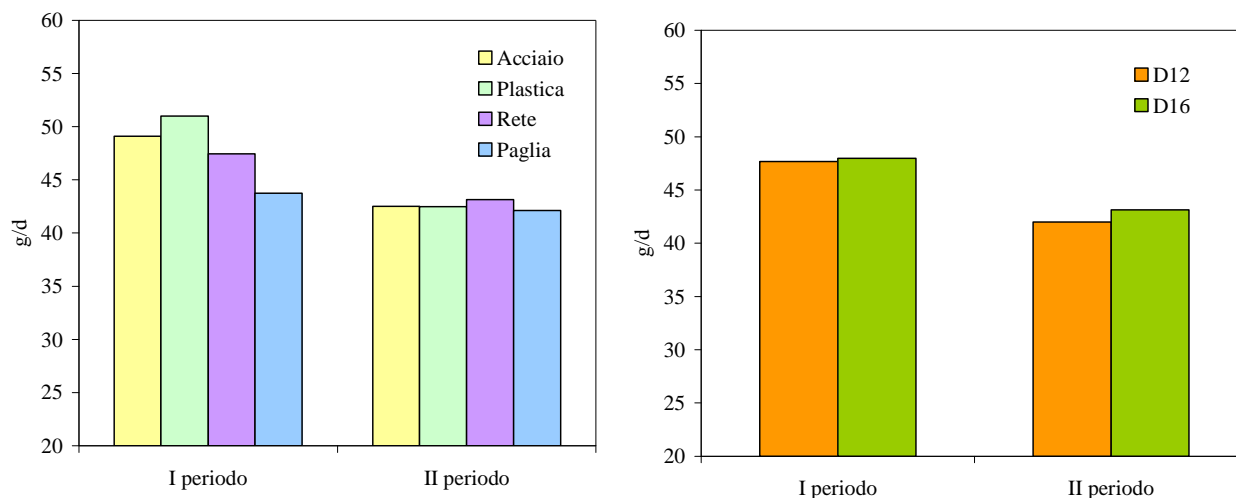 60
55
50
45
40
35
30
25
20
g/d
Acciaio
Plastica
Rete
Paglia
I periodo
II periodo
60
55
50
45
40
35
30
25
20
g/d
D12
D16
I periodo
II periodo